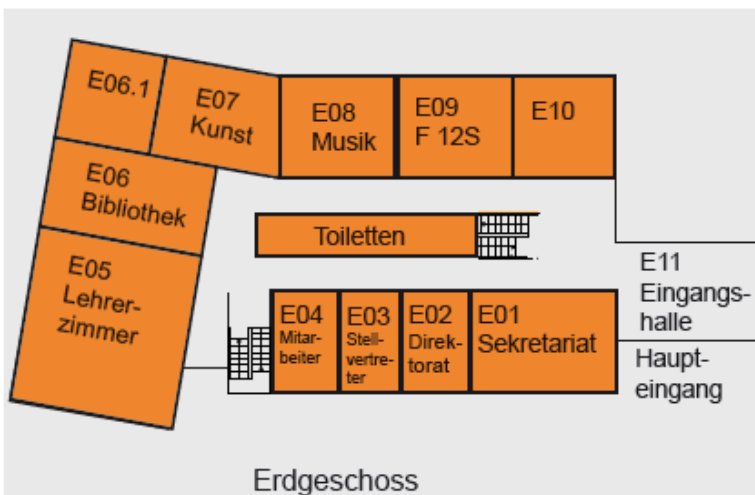 E06.1
E07
Kunst
E08
Musik
E09
F 12S
E10
E06
Bibliothek
Toiletten
E05
Lehrer-
zimmer
E11
Eingangs-
halle
E04
Mitar-
beiter
E03
Stell-
vertre-
ter
E02
Direk-
torat
E01
Sekretariat
Haupt-
eingang
Erdgeschoss